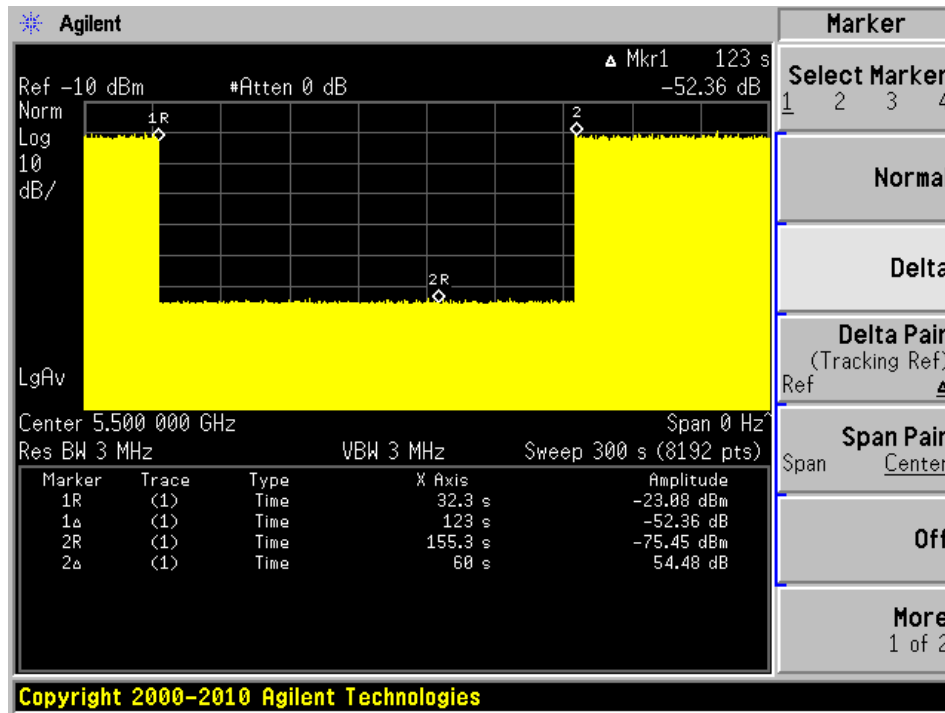 Agilent
Marker
Δ Mkr1 123 s
Ref -10 dBm #Atten 0 dB -52.36 dB
Norm
Log
10
dB/
1R
2
2R
LgAv
Center 5.500 000 GHz Span 0 Hz^
Res BW 3 MHz VBW 3 MHz Sweep 300 s (8192 pts)
Marker Trace Type X Axis Amplitude
1R (1) Time 32.3 s -23.08 dBm
1Δ (1) Time 123 s -52.36 dB
2R (1) Time 155.3 s -75.45 dBm
2Δ (1) Time 60 s 54.48 dB
Select Marker
1 2 3 4
Norma
Delta
Delta Pair
(Tracking Ref)
Ref Δ
Span Pair
Span Center
Off
More
1 of 2
Copyright 2000-2010 Agilent Technologies